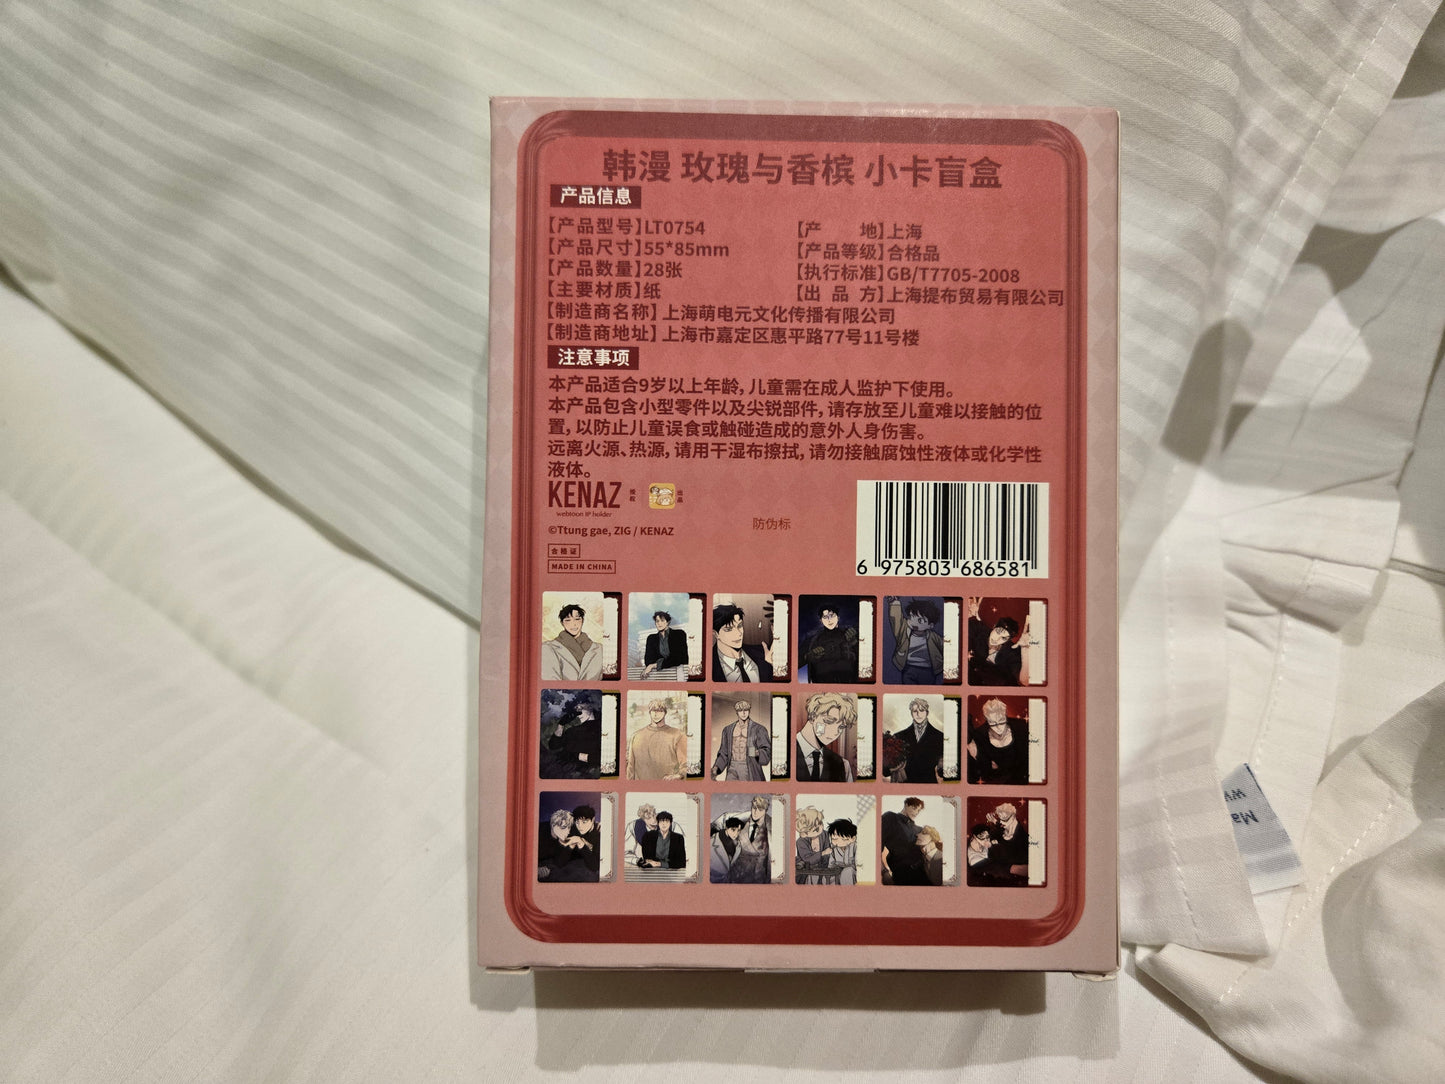 韩漫 玫瑰与香槟 小卡盲盒
产品信息
【产品型号】LT0754
【产品尺寸】55*85mm
【产品数量】28张
【主要材质】纸
【产 地】上海
【产品等级】合格品
【执行标准】GB/T7705-2008
【出 品 方】上海提布贸易有限公司
【制造商名称】上海萌电元文化传播有限公司
【制造商地址】上海市嘉定区惠平路77号11号楼
注意事项
本产品适合9岁以上年龄,儿童需在成人监护下使用。
本产品包含小型零件以及尖锐部件,请存放至儿童难以接触的位
置,以防止儿童误食或触碰造成的意外人身伤害。
远离火源、热源,请用干湿布擦拭,请勿接触腐蚀性液体或化学性
液体。
KENAZ
webtoon IP holder
授权
出品
©Ttung gae, ZIG / KENAZ
防伪标
合格证
MADE IN CHINA
6 975803 686581
Ma